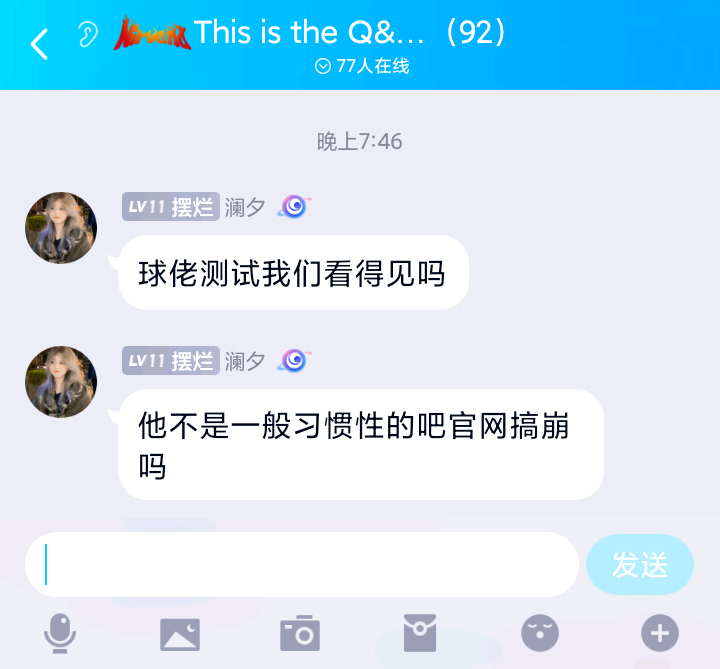 This is the Q&...（92）
77人在线
晚上7:46
LV11 摆烂 澜夕
球佬测试我们看得见吗
LV11 摆烂 澜夕
他不是一般习惯性的吧官网搞崩
吗
发送